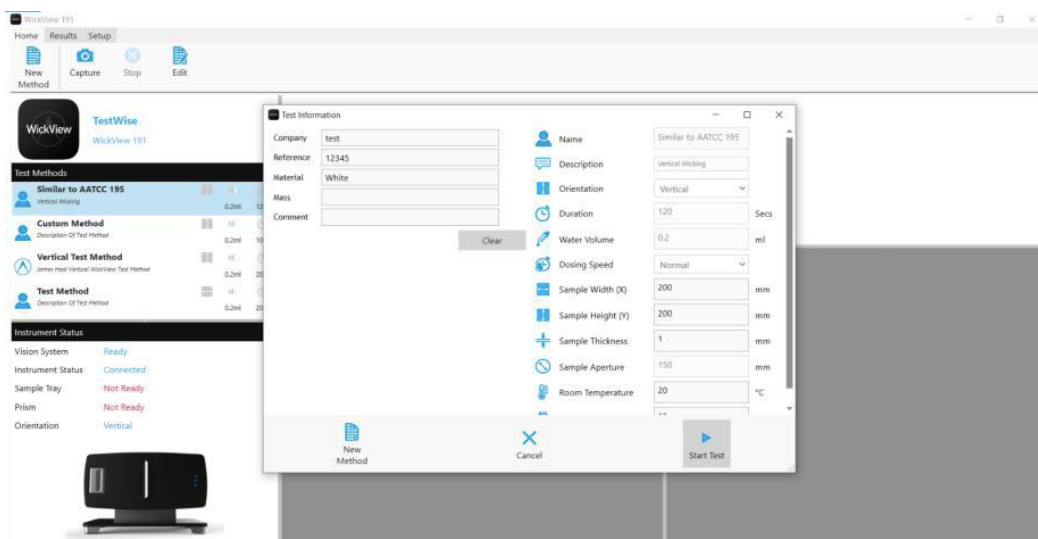 WickView 191
Home Results Setup
New Method
Capture
Stop
Edit
WickView
TestWise
WickView 191
Test Methods
Similar to AATCC 195
Vertical Wicking
0.2ml
Custom Method
Description Of Test Method
0.2ml
Vertical Test Method
James Heal Vertical WickView Test Method
0.2ml
Test Method
Description Of Test Method
0.2ml
Instrument Status
Vision System Ready
Instrument Status Connected
Sample Tray Not Ready
Prism Not Ready
Orientation Vertical
Test Information
Company test
Reference 12345
Material White
Mass
Comment
Clear
Name Similar to AATCC 195
Description Vertical Wicking
Orientation Vertical
Duration 120 Secs
Water Volume 0.2 ml
Dosing Speed Normal
Sample Width (X) 200 mm
Sample Height (Y) 200 mm
Sample Thickness 1 mm
Sample Aperture 150 mm
Room Temperature 20 °C
New Method
Cancel
Start Test